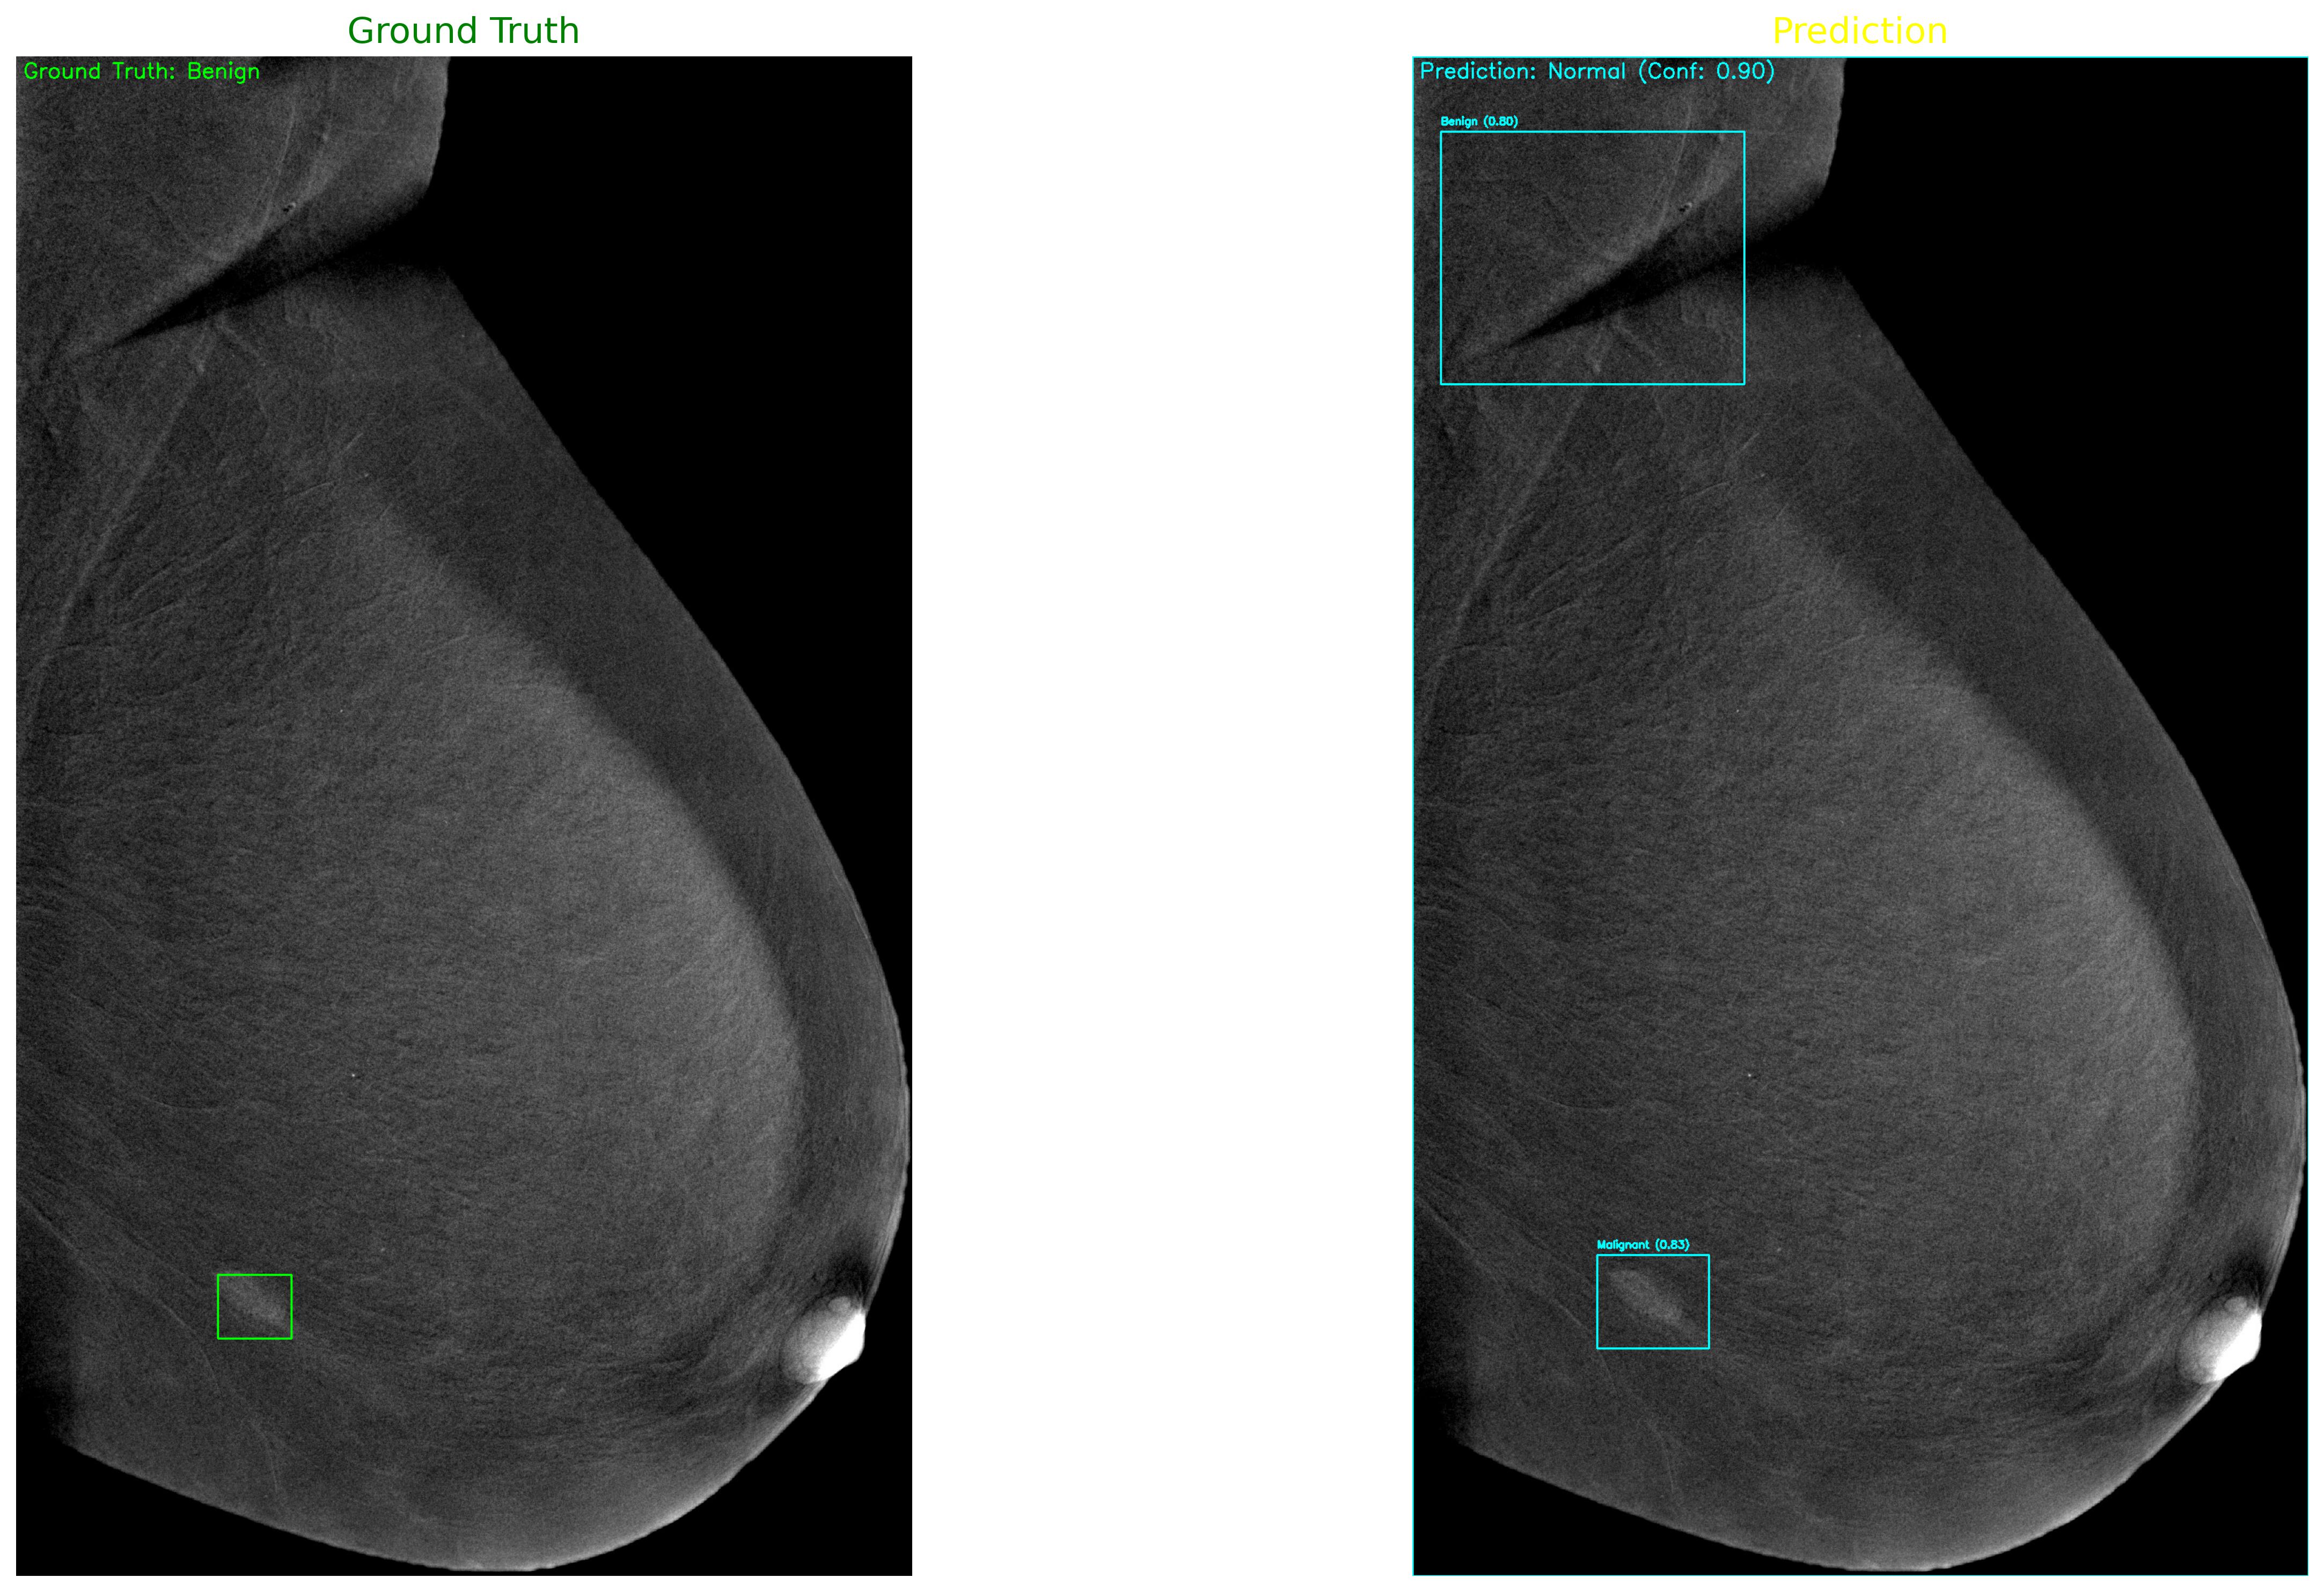 Ground Truth
Prediction
Ground Truth: Benign
Prediction: Normal (Conf: 0.90)
Benign (0.80)
Malignant (0.83)